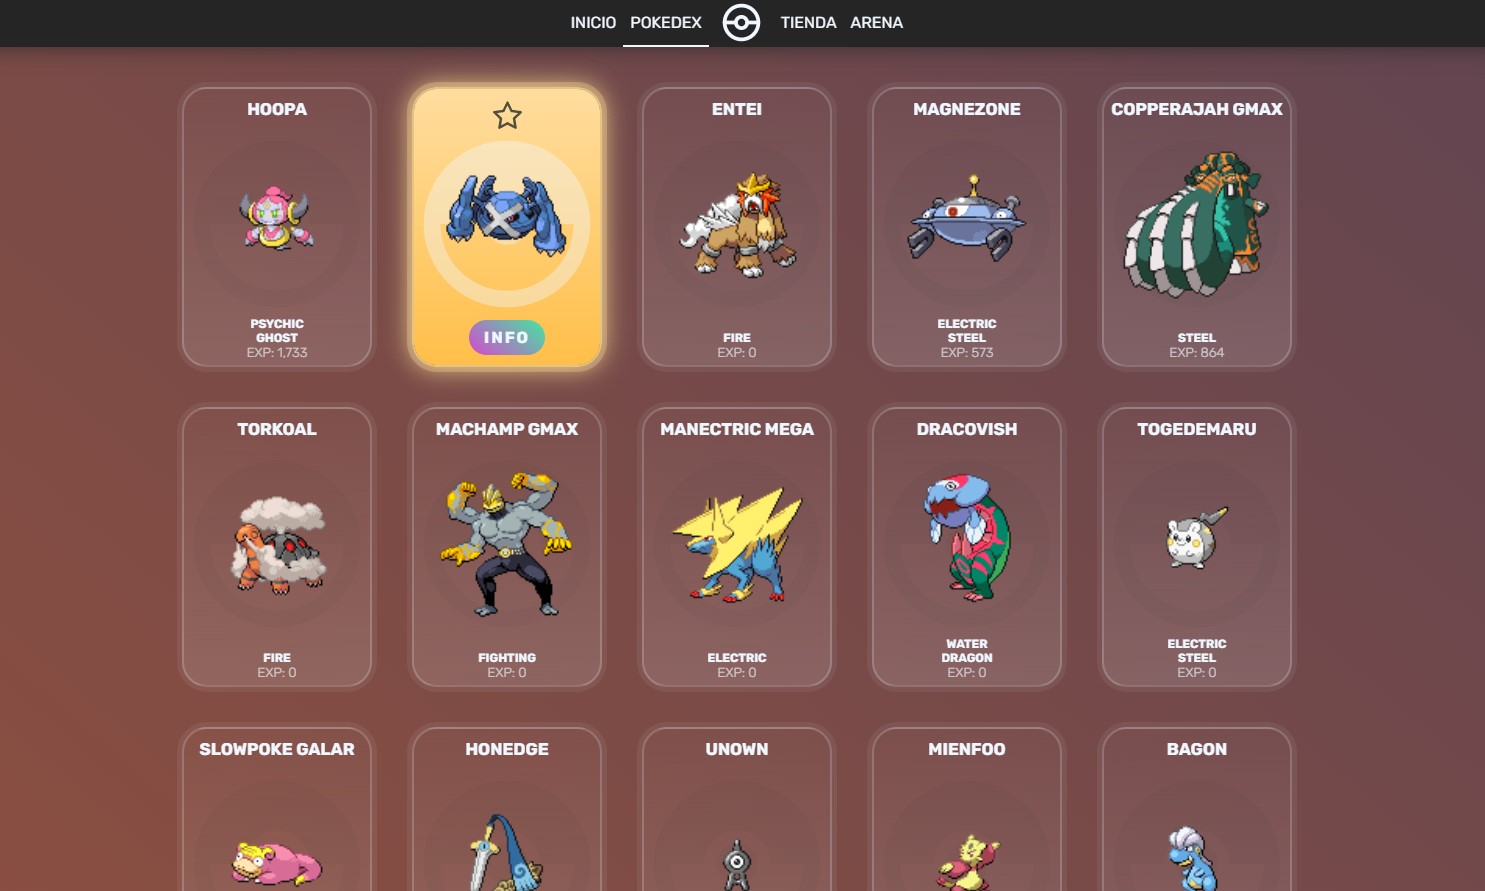 INICIO POKEDEX TIENDA ARENA
HOOPA
PSYCHIC
GHOST
EXP: 1,733
INFO
ENTEI
FIRE
EXP: 0
MAGNEZONE
ELECTRIC
STEEL
EXP: 573
COPPERAJAH GMAX
STEEL
EXP: 864
TORKOAL
FIRE
EXP: 0
MACHAMP GMAX
FIGHTING
EXP: 0
MANECTRIC MEGA
ELECTRIC
EXP: 0
DRACOVISH
WATER
DRAGON
EXP: 0
TOGEDEMARU
ELECTRIC
STEEL
EXP: 0
SLOWPOKE GALAR
HONEDGE
UNOWN
MIENFOO
BAGON